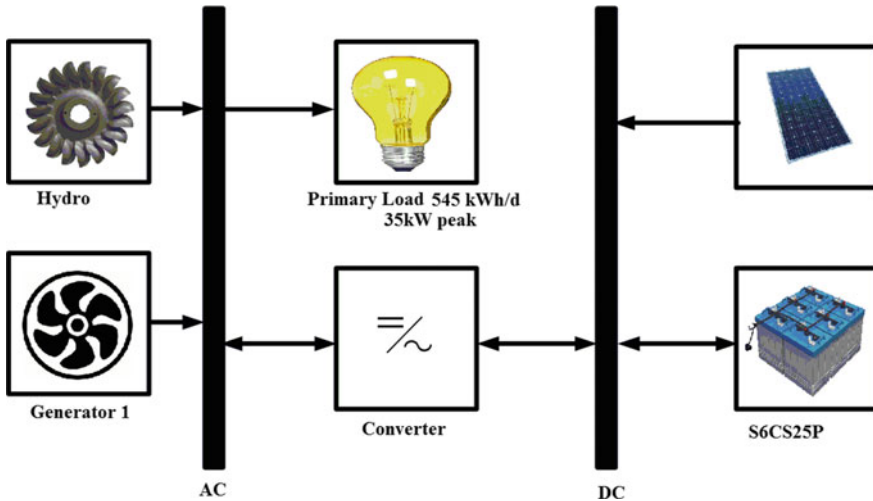 Hydro
Primary Load 545 kWh/d
35kW peak
Generator 1
Converter
S6CS25P
AC
DC